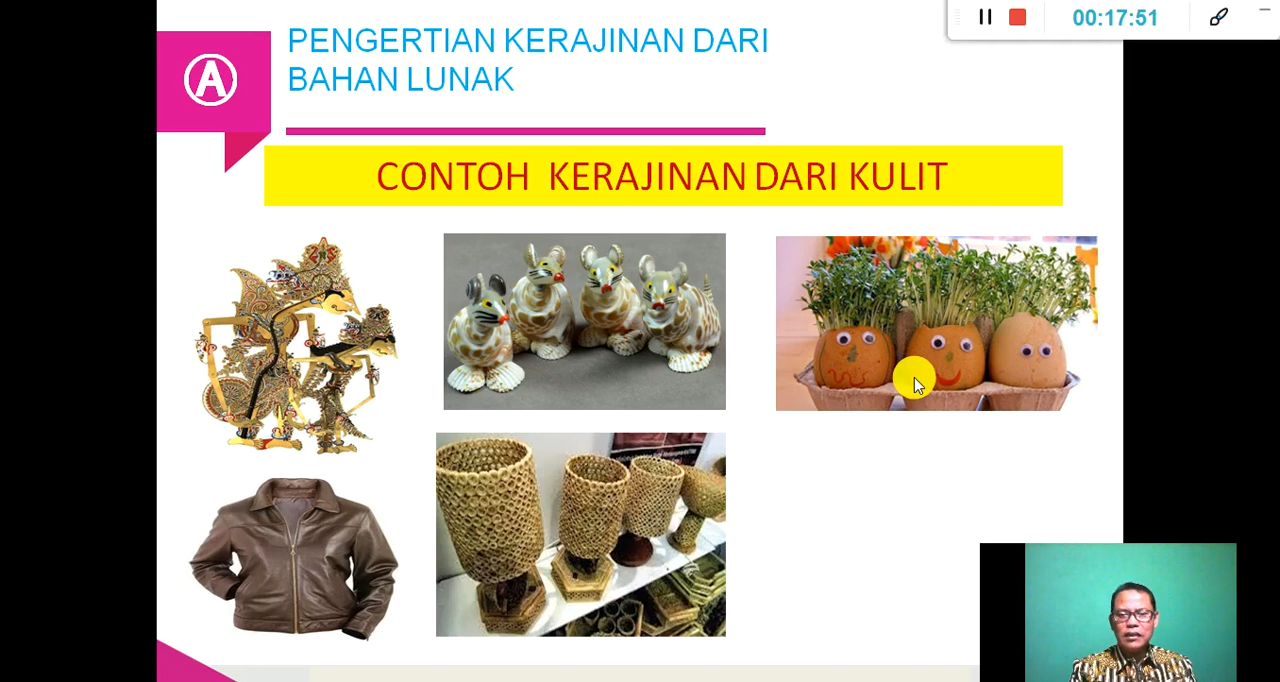 00:17:51
A
PENGERTIAN KERAJINAN DARI
BAHAN LUNAK
CONTOH KERAJINAN DARI KULIT